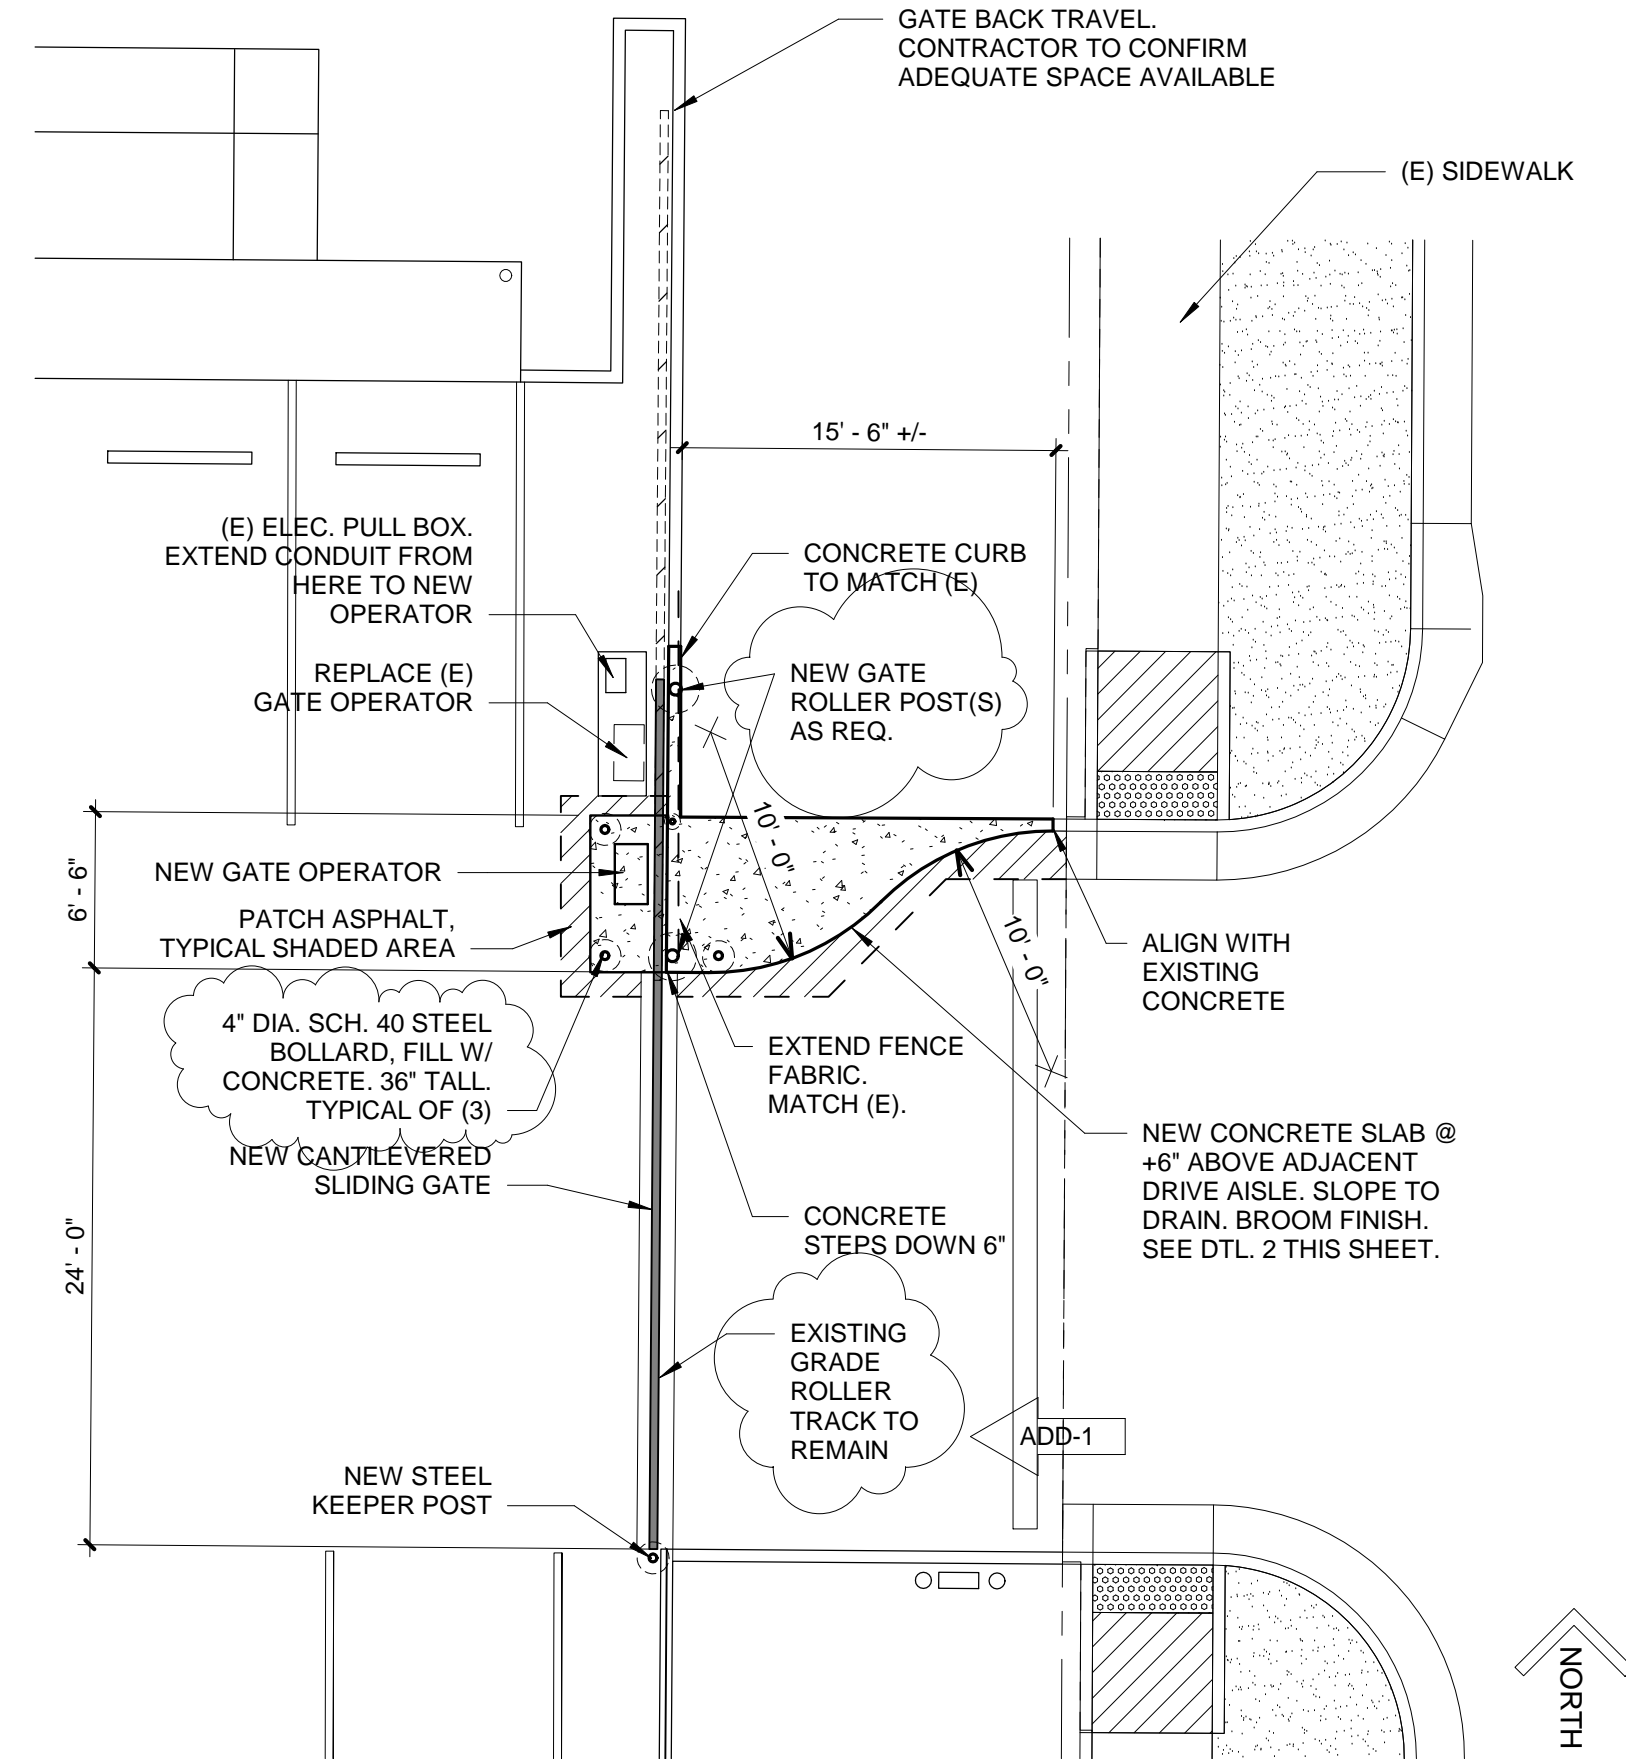 GATE BACK TRAVEL.
CONTRACTOR TO CONFIRM
ADEQUATE SPACE AVAILABLE
(E) SIDEWALK
15' - 6" +/-
(E) ELEC. PULL BOX.
EXTEND CONDUIT FROM
HERE TO NEW
OPERATOR
CONCRETE CURB
TO MATCH (E)
REPLACE (E)
GATE OPERATOR
NEW GATE
ROLLER POST(S)
AS REQ.
10' - 0"
6' - 6"
NEW GATE OPERATOR
PATCH ASPHALT,
TYPICAL SHADED AREA
10' - 0"
ALIGN WITH
EXISTING
CONCRETE
4" DIA. SCH. 40 STEEL
BOLLARD, FILL W/
CONCRETE. 36" TALL.
TYPICAL OF (3)
EXTEND FENCE
FABRIC.
MATCH (E).
NEW CANTILEVERED
SLIDING GATE
NEW CONCRETE SLAB @
+6" ABOVE ADJACENT
DRIVE AISLE. SLOPE TO
DRAIN. BROOM FINISH.
SEE DTL. 2 THIS SHEET.
24' - 0"
CONCRETE
STEPS DOWN 6"
EXISTING
GRADE
ROLLER
TRACK TO
REMAIN
ADD-1
NEW STEEL
KEEPER POST
NORTH